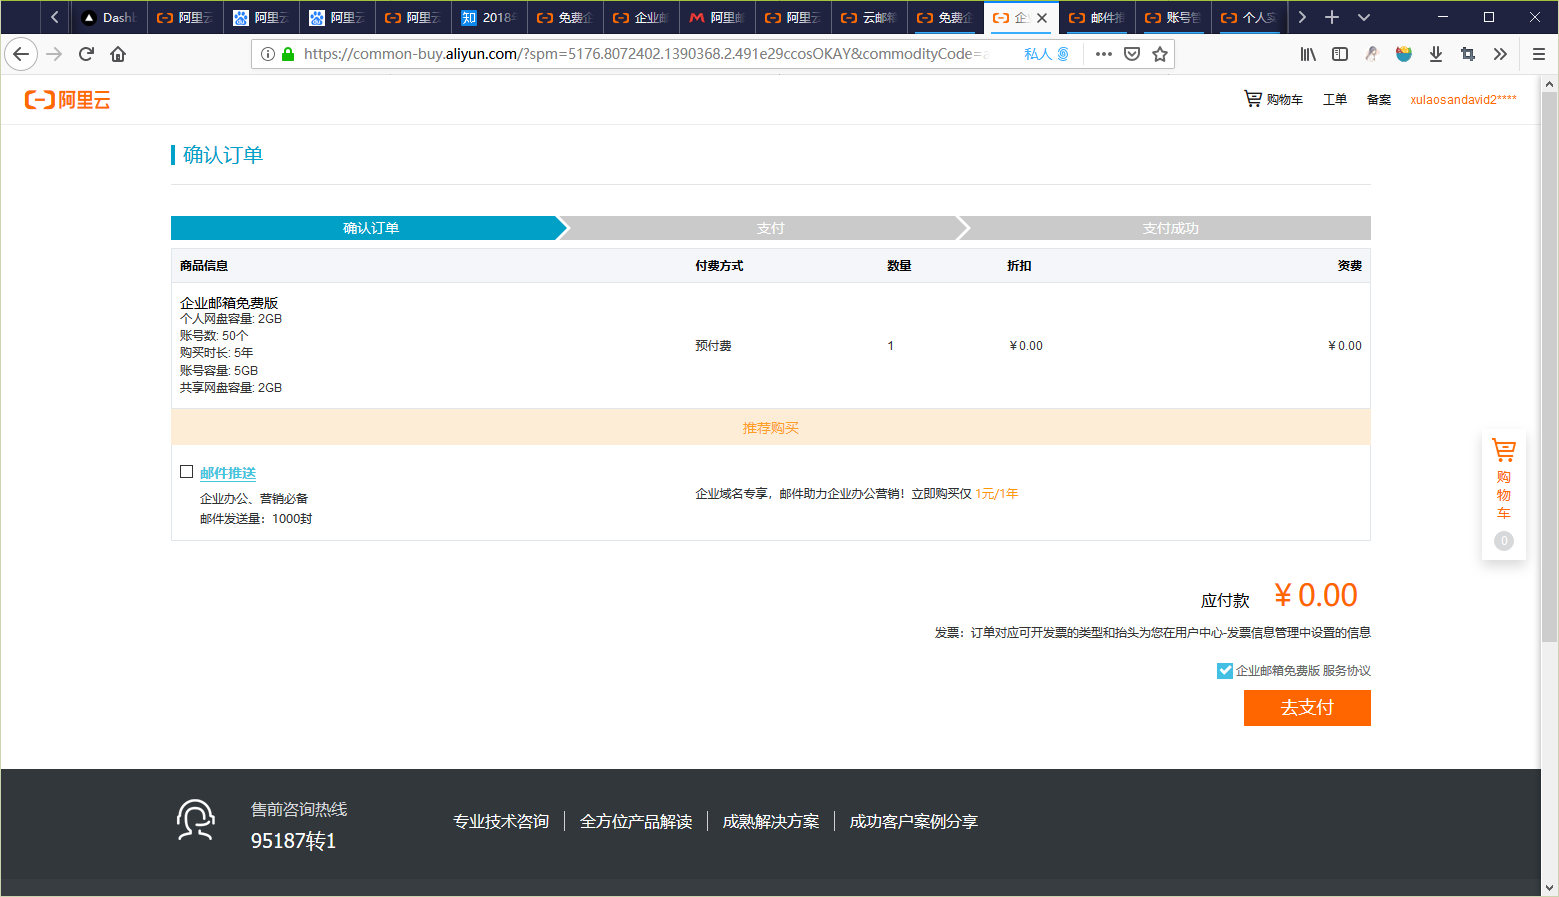 Dashb
阿里云
阿里云
阿里云
阿里云
2018
免费企
企业邮
阿里邮
阿里云
云邮箱
免费企
企
邮件推
账号管
个人实
https://common-buy.aliyun.com/?spm=5176.8072402.1390368.2.491e29ccosOKAY&commodityCode=a
私人
阿里云
购物车 工单 备案 xulaosandavid2****
确认订单
确认订单 支付 支付成功
商品信息 付费方式 数量 折扣 资费
企业邮箱免费版
个人网盘容量: 2GB
账号数: 50个
购买时长: 5年
账号容量: 5GB
共享网盘容量: 2GB
预付费 1 ¥0.00 ¥0.00
推荐购买
邮件推送
企业办公、营销必备
邮件发送量：1000封
企业域名专享，邮件助力企业办公营销！立即购买仅 1元/1年
购物车
0
应付款 ¥0.00
发票：订单对应可开发票的类型和抬头为您在用户中心-发票信息管理中设置的信息
企业邮箱免费版 服务协议
去支付
售前咨询热线
95187转1
专业技术咨询 全方位产品解读 成熟解决方案 成功客户案例分享